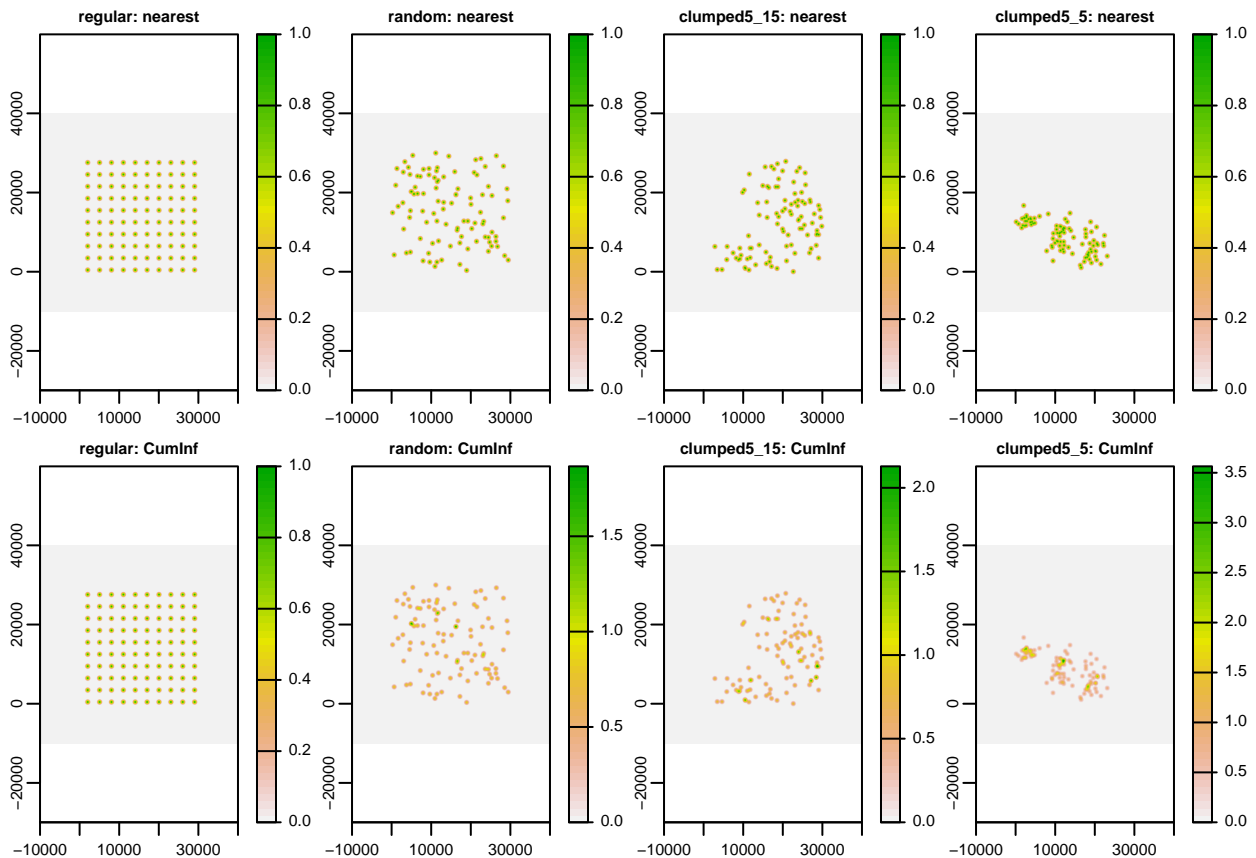 regular: nearest
−20000 0 20000 40000
−10000 10000 30000
0.0 0.2 0.4 0.6 0.8 1.0
random: nearest
−20000 0 20000 40000
−10000 10000 30000
0.0 0.2 0.4 0.6 0.8 1.0
clumped5_15: nearest
−20000 0 20000 40000
−10000 10000 30000
0.0 0.2 0.4 0.6 0.8 1.0
clumped5_5: nearest
−20000 0 20000 40000
−10000 10000 30000
0.0 0.2 0.4 0.6 0.8 1.0
regular: CumInf
−20000 0 20000 40000
−10000 10000 30000
0.0 0.2 0.4 0.6 0.8 1.0
random: CumInf
−20000 0 20000 40000
−10000 10000 30000
0.0 0.5 1.0 1.5
clumped5_15: CumInf
−20000 0 20000 40000
−10000 10000 30000
0.0 0.5 1.0 1.5 2.0
clumped5_5: CumInf
−20000 0 20000 40000
−10000 10000 30000
0.0 0.5 1.0 1.5 2.0 2.5 3.0 3.5